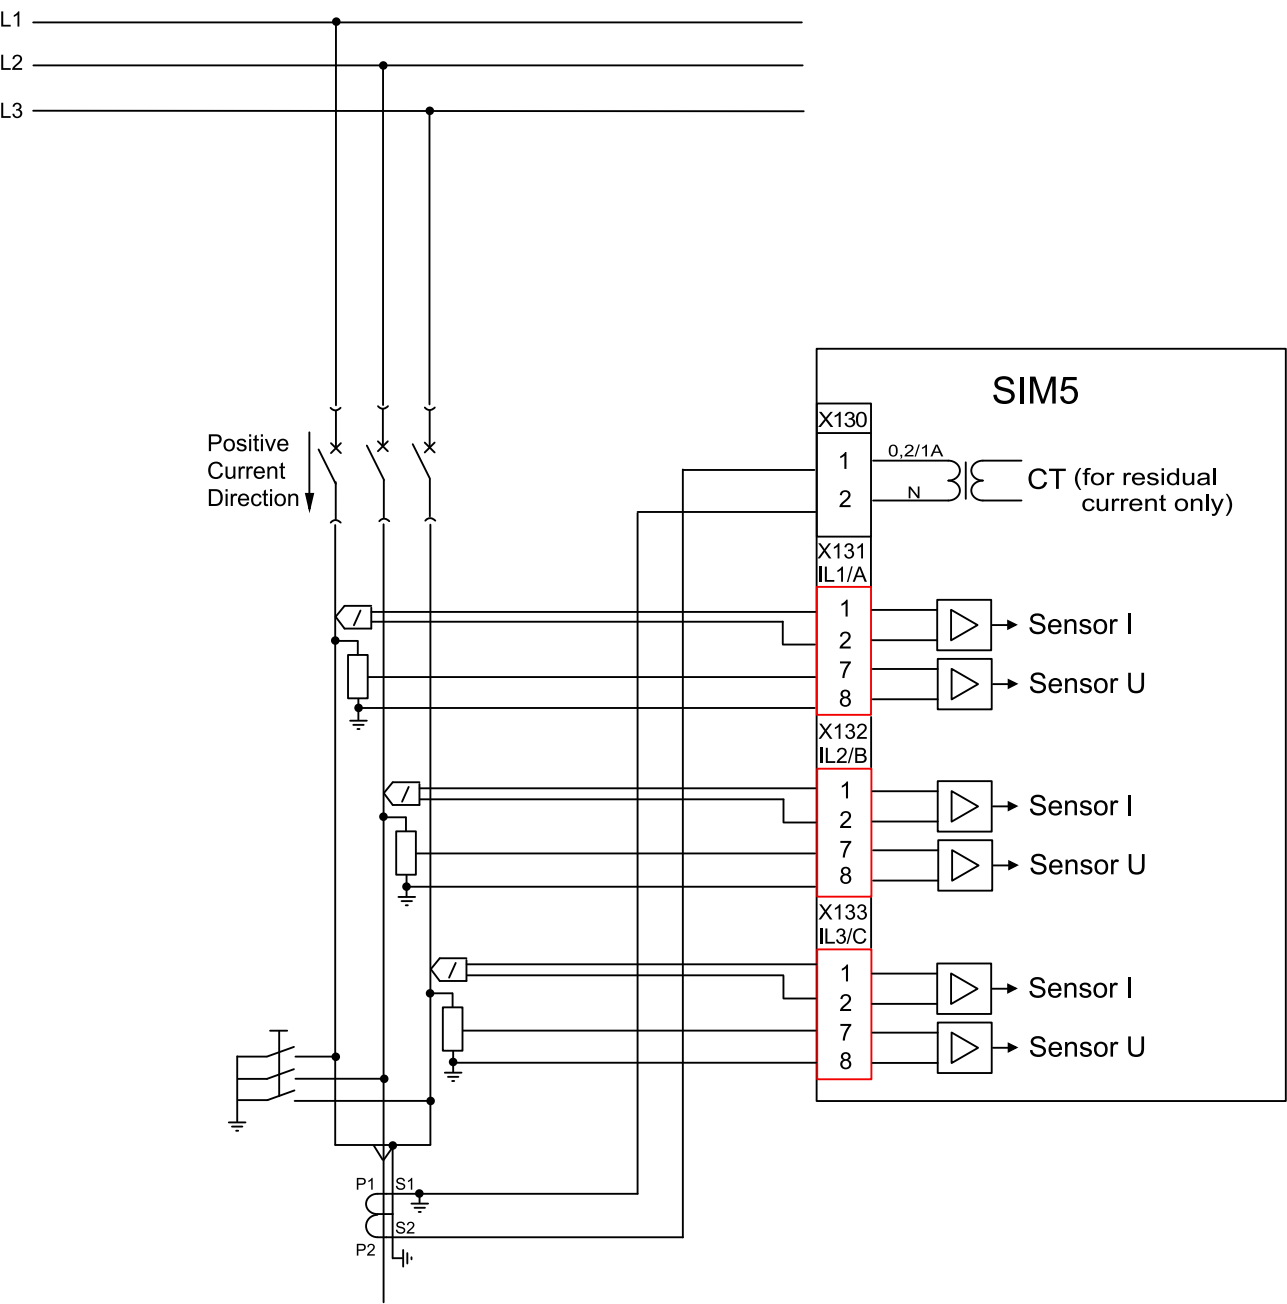 L1
L2
L3
SIM5
X130
Positive
Current
Direction
1
2
0,2/1A
N
CT (for residual
current only)
X131
IL1/A
1
2
7
8
Sensor I
Sensor U
X132
IL2/B
1
2
7
8
Sensor I
Sensor U
X133
IL3/C
1
2
7
8
Sensor I
Sensor U
P1
S1
S2
P2